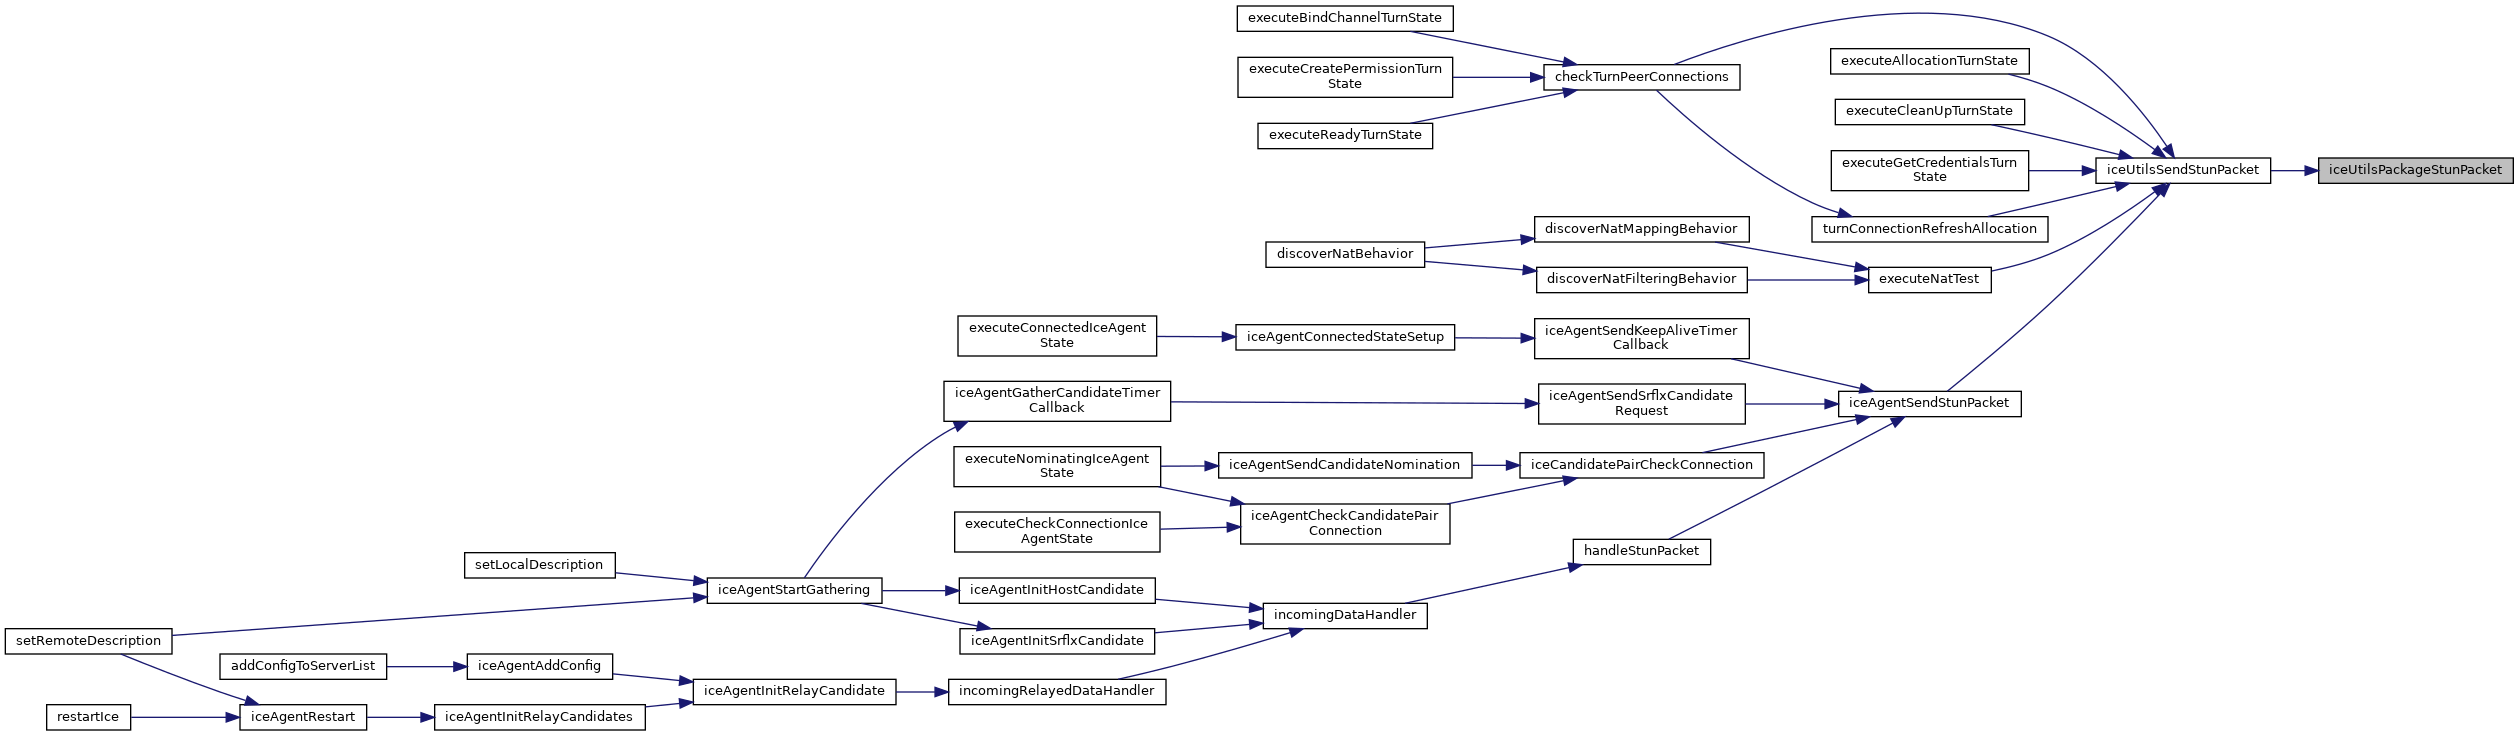 executeBindChannelTurnState
executeCreatePermissionTurn
State
executeReadyTurnState
checkTurnPeerConnections
executeAllocationTurnState
executeCleanUpTurnState
executeGetCredentialsTurn
State
iceUtilsSendStunPacket
iceUtilsPackageStunPacket
turnConnectionRefreshAllocation
discoverNatMappingBehavior
discoverNatBehavior
discoverNatFilteringBehavior
executeNatTest
executeConnectedIceAgent
State
iceAgentConnectedStateSetup
iceAgentSendKeepAliveTimer
Callback
iceAgentGatherCandidateTimer
Callback
iceAgentSendSrflxCandidate
Request
iceAgentSendStunPacket
executeNominatingIceAgent
State
iceAgentSendCandidateNomination
iceCandidatePairCheckConnection
executeCheckConnectionIce
AgentState
iceAgentCheckCandidatePair
Connection
handleStunPacket
setLocalDescription
iceAgentStartGathering
iceAgentInitHostCandidate
incomingDataHandler
setRemoteDescription
iceAgentInitSrflxCandidate
addConfigToServerList
iceAgentAddConfig
iceAgentInitRelayCandidate
incomingRelayedDataHandler
restartIce
iceAgentRestart
iceAgentInitRelayCandidates